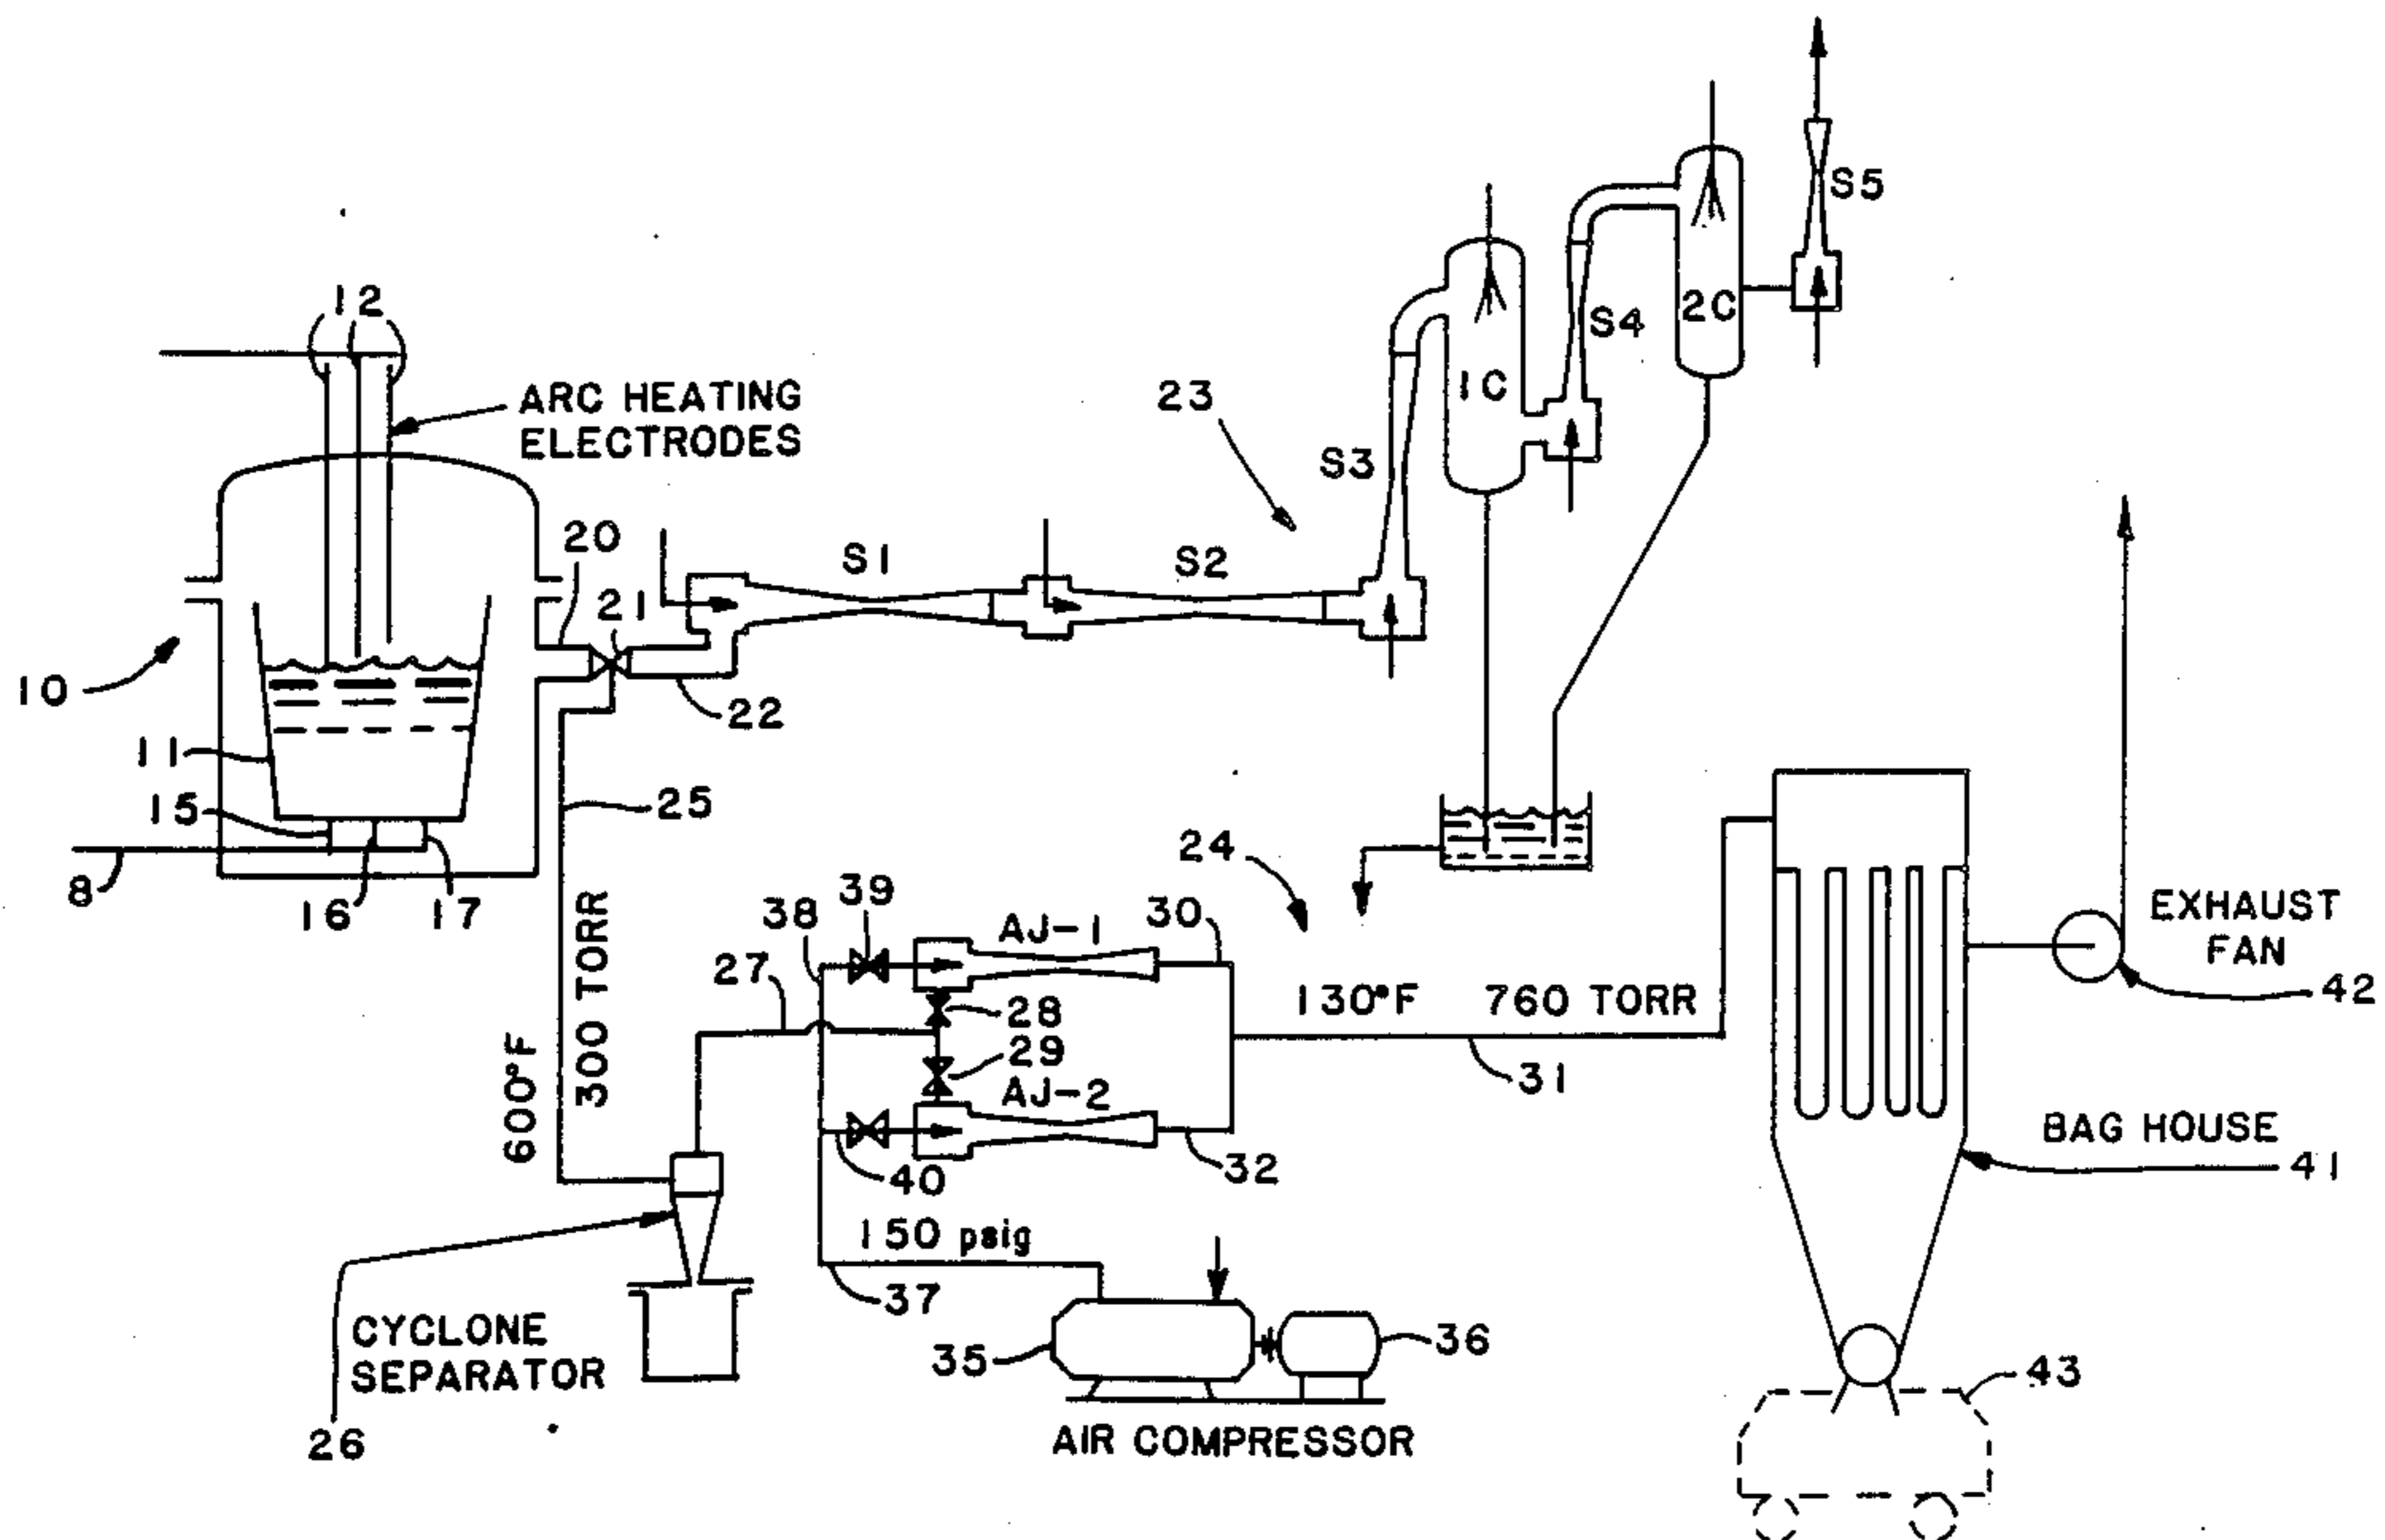 S5
12
2C
S4
ARC HEATING
ELECTRODES
23
1C
S3
20
S1
S2
21
10
22
11
15
25
24
8
16
17
39
38
AJ-1
30
EXHAUST
FAN
27
28
130°F 760 TORR
42
29
600°F
300 TORR
AJ-2
31
BAG HOUSE
40
32
41
150 psig
37
CYCLONE
SEPARATOR
35
36
43
26
AIR COMPRESSOR